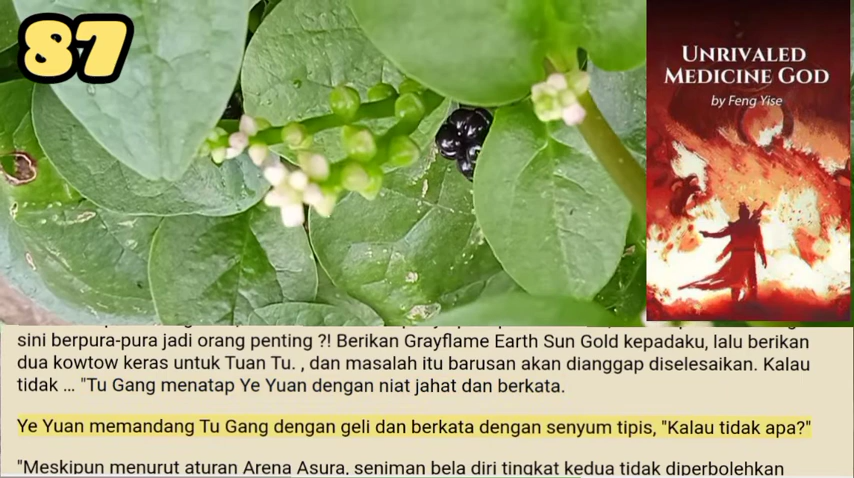 87
UNRIVALED
MEDICINE GOD
by Feng Yise
sini berpura-pura jadi orang penting ?! Berikan Grayflame Earth Sun Gold kepadaku, lalu berikan
dua kowtow keras untuk Tuan Tu. , dan masalah itu barusan akan dianggap diselesaikan. Kalau
tidak … "Tu Gang menatap Ye Yuan dengan niat jahat dan berkata.
Ye Yuan memandang Tu Gang dengan geli dan berkata dengan senyum tipis, "Kalau tidak apa?"
"Meskipun menurut aturan Arena Asura, seniman bela diri tingkat kedua tidak diperbolehkan